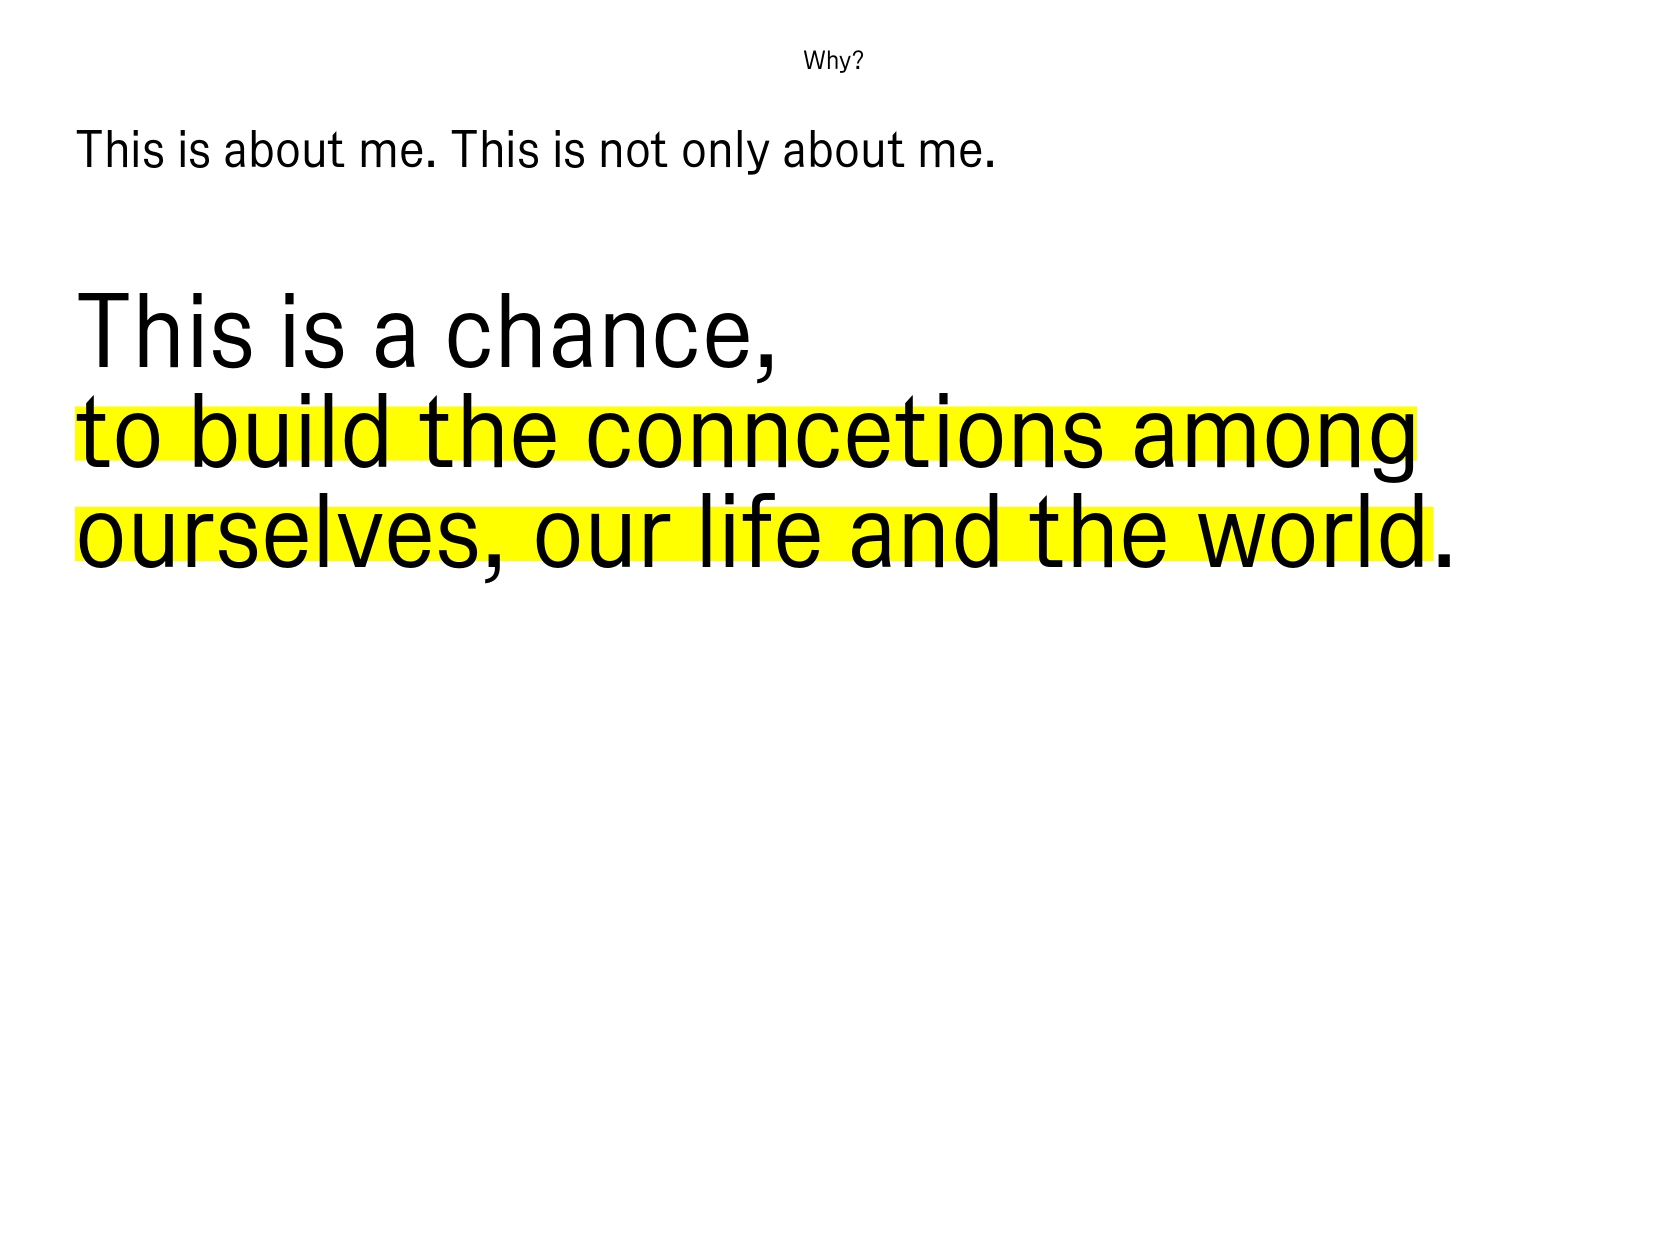 Why?
This is about me. This is not only about me.
This is a chance,
to build the conncetions among
ourselves, our life and the world.